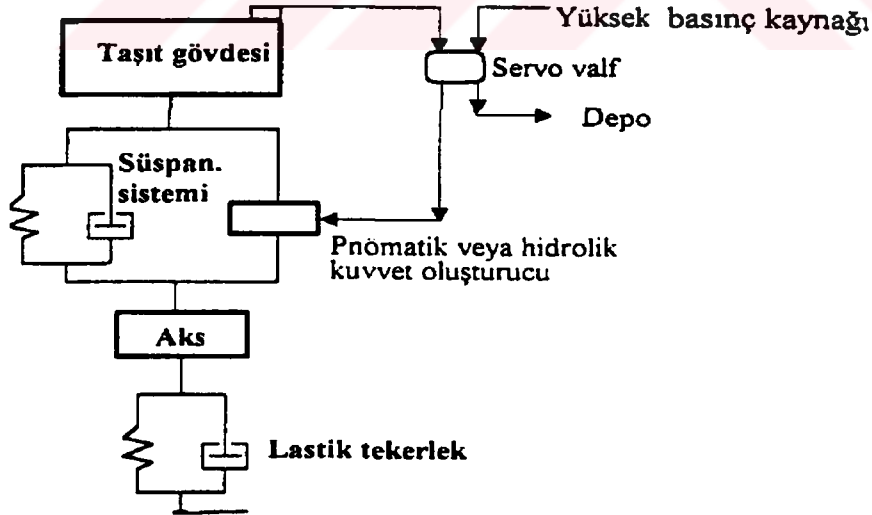 Yüksek basınç kaynağı
Taşıt gövdesi
Servo valf
Depo
Süspan.
sistemi
Pnömatik veya hidrolik
kuvvet oluşturucu
Aks
Lastik tekerlek